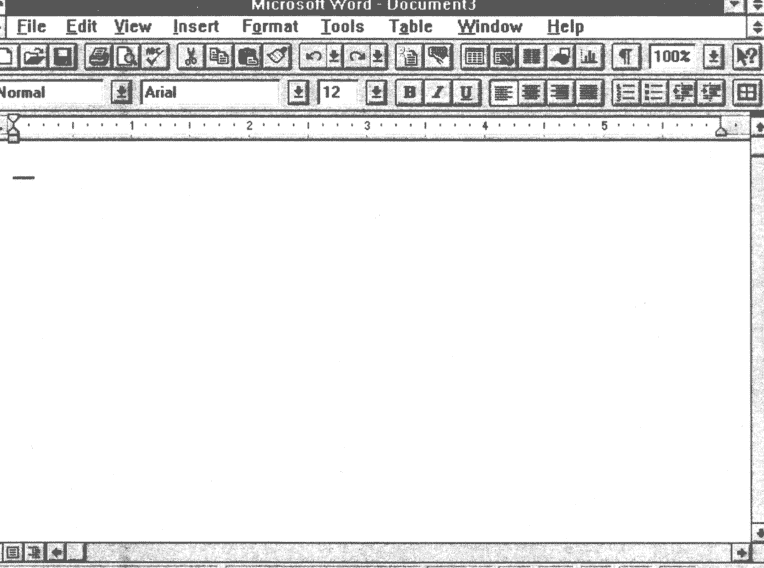 Microsoft Word - Document3
File Edit View Insert Format Tools Table Window Help
ABC ¶ 100% ?
Normal Arial 12 B I U
1 2 3 4 5